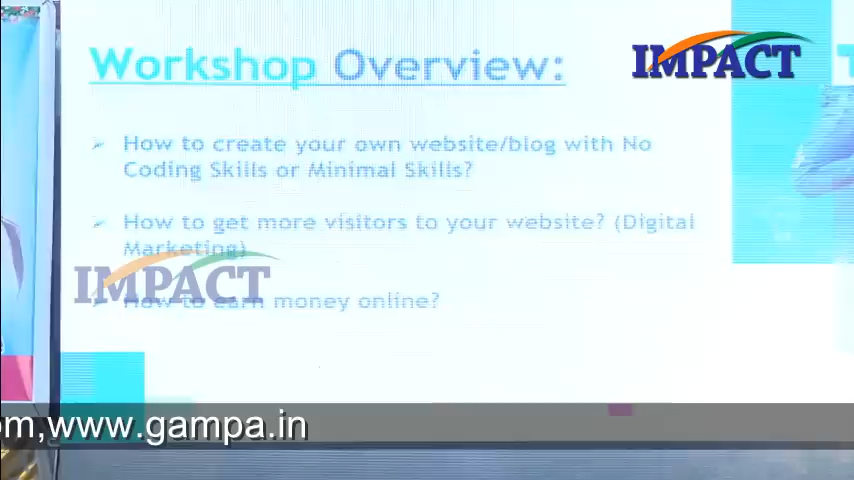 Workshop Overview:
IMPACT
How to create your own website/blog with No
Coding Skills or Minimal Skills?
How to get more visitors to your website? (Digital
Marketing)
IMPACT
How to earn money online?
om,www.gampa.in